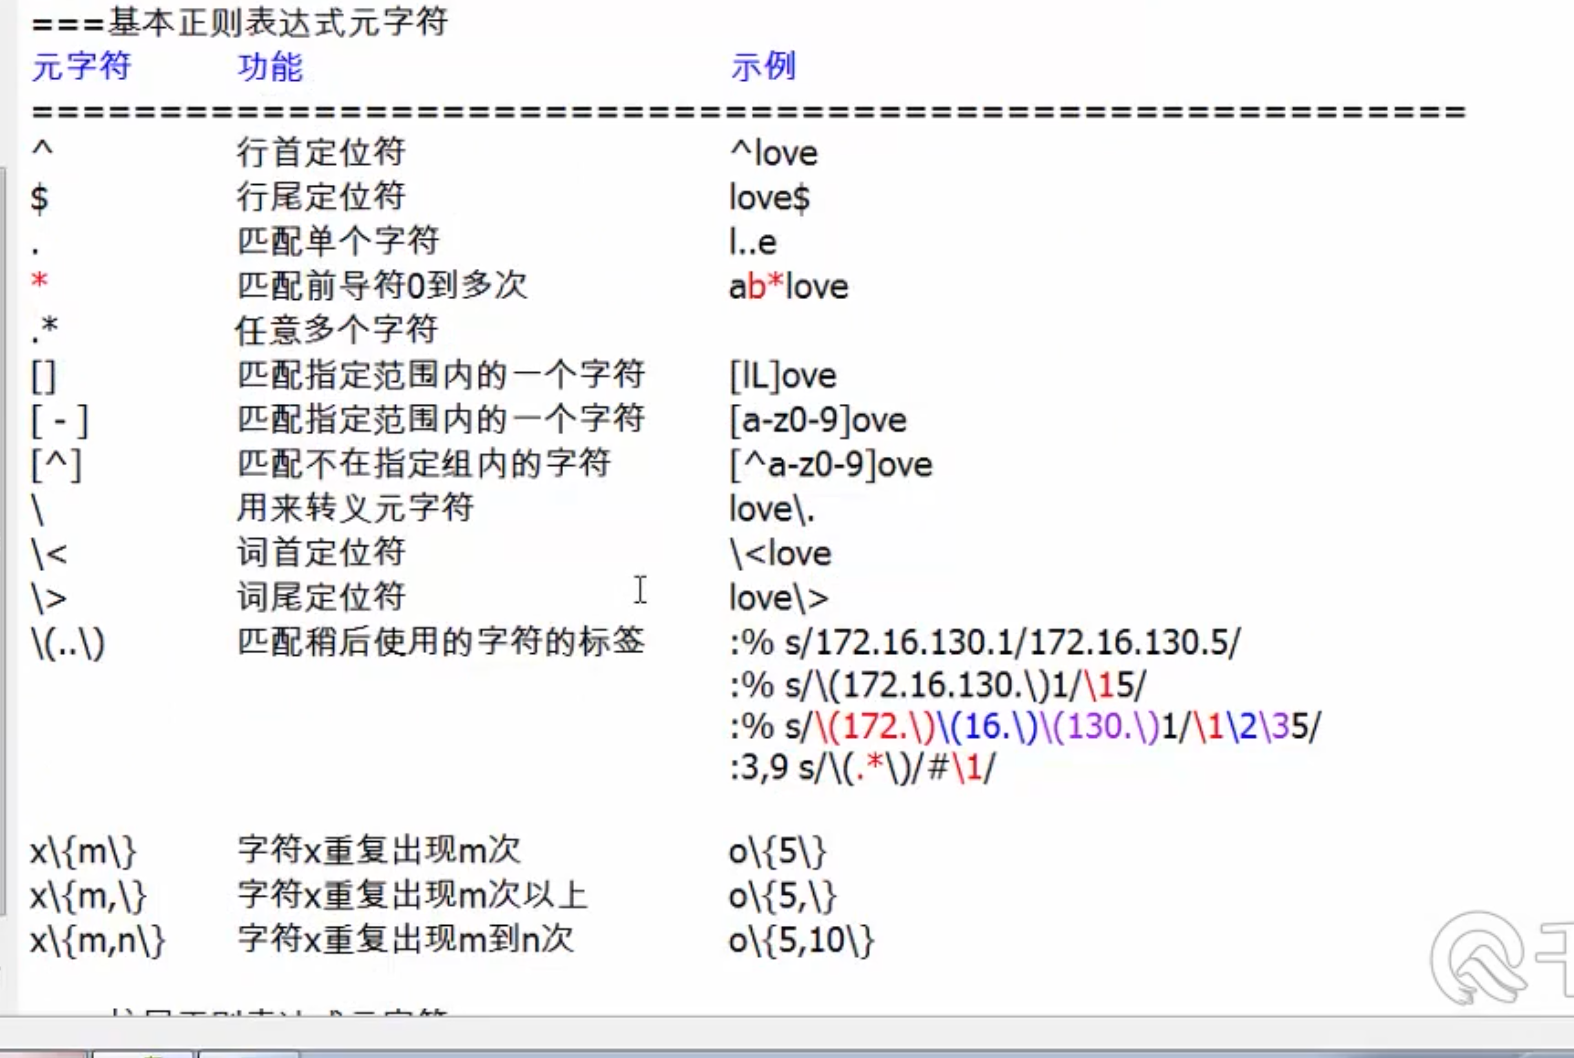 ===基本正则表达式元字符
元字符 功能 示例
========================================================
^ 行首定位符 ^love
$ 行尾定位符 love$
. 匹配单个字符 l..e
* 匹配前导符0到多次 ab*love
.* 任意多个字符
[] 匹配指定范围内的一个字符 [lL]ove
[ - ] 匹配指定范围内的一个字符 [a-z0-9]ove
[^] 匹配不在指定组内的字符 [^a-z0-9]ove
\ 用来转义元字符 love\.
\< 词首定位符 \<love
\> 词尾定位符 love\>
\(..\) 匹配稍后使用的字符的标签 :% s/172.16.130.1/172.16.130.5/
:% s/\(172.16.130.\)1/\15/
:% s/\(172.\)\(16.\)\(130.\)1/\1\2\35/
:3,9 s/\(.*\)/#\1/
x\{m\} 字符x重复出现m次 o\{5\}
x\{m,\} 字符x重复出现m次以上 o\{5,\}
x\{m,n\} 字符x重复出现m到n次 o\{5,10\}